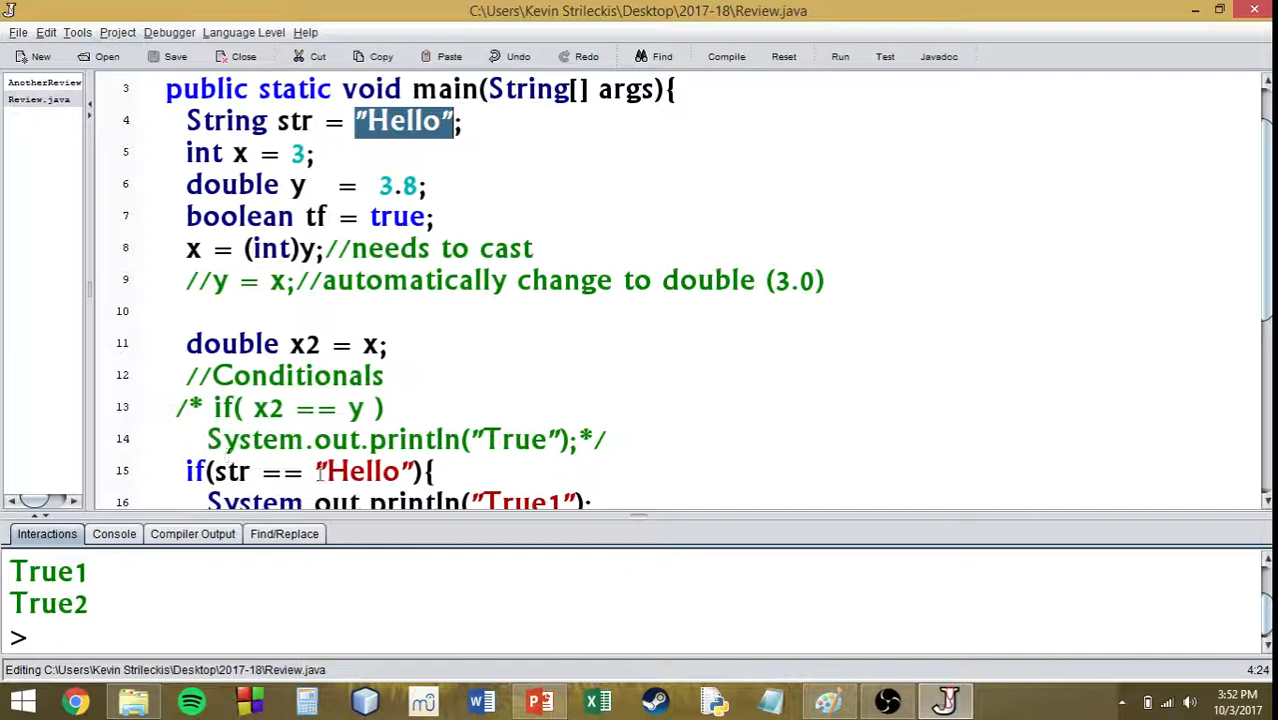 C:\Users\Kevin Strileckis\Desktop\2017-18\Review.java
File Edit Tools Project Debugger Language Level Help
New Open Save Close Cut Copy Paste Undo Redo Find Compile Reset Run Test Javadoc
AnotherReview
Review.java
3 public static void main(String[] args){
4 String str = "Hello";
5 int x = 3;
6 double y = 3.8;
7 boolean tf = true;
8 x = (int)y;//needs to cast
9 //y = x;//automatically change to double (3.0)
10
11 double x2 = x;
12 //Conditionals
13 /* if( x2 == y )
14 System.out.println("True");*/
15 if(str == "Hello"){
16 System.out.println("True1");
Interactions Console Compiler Output Find/Replace
True1
True2
>
Editing C:\Users\Kevin Strileckis\Desktop\2017-18\Review.java 4:24
3:52 PM
10/3/2017